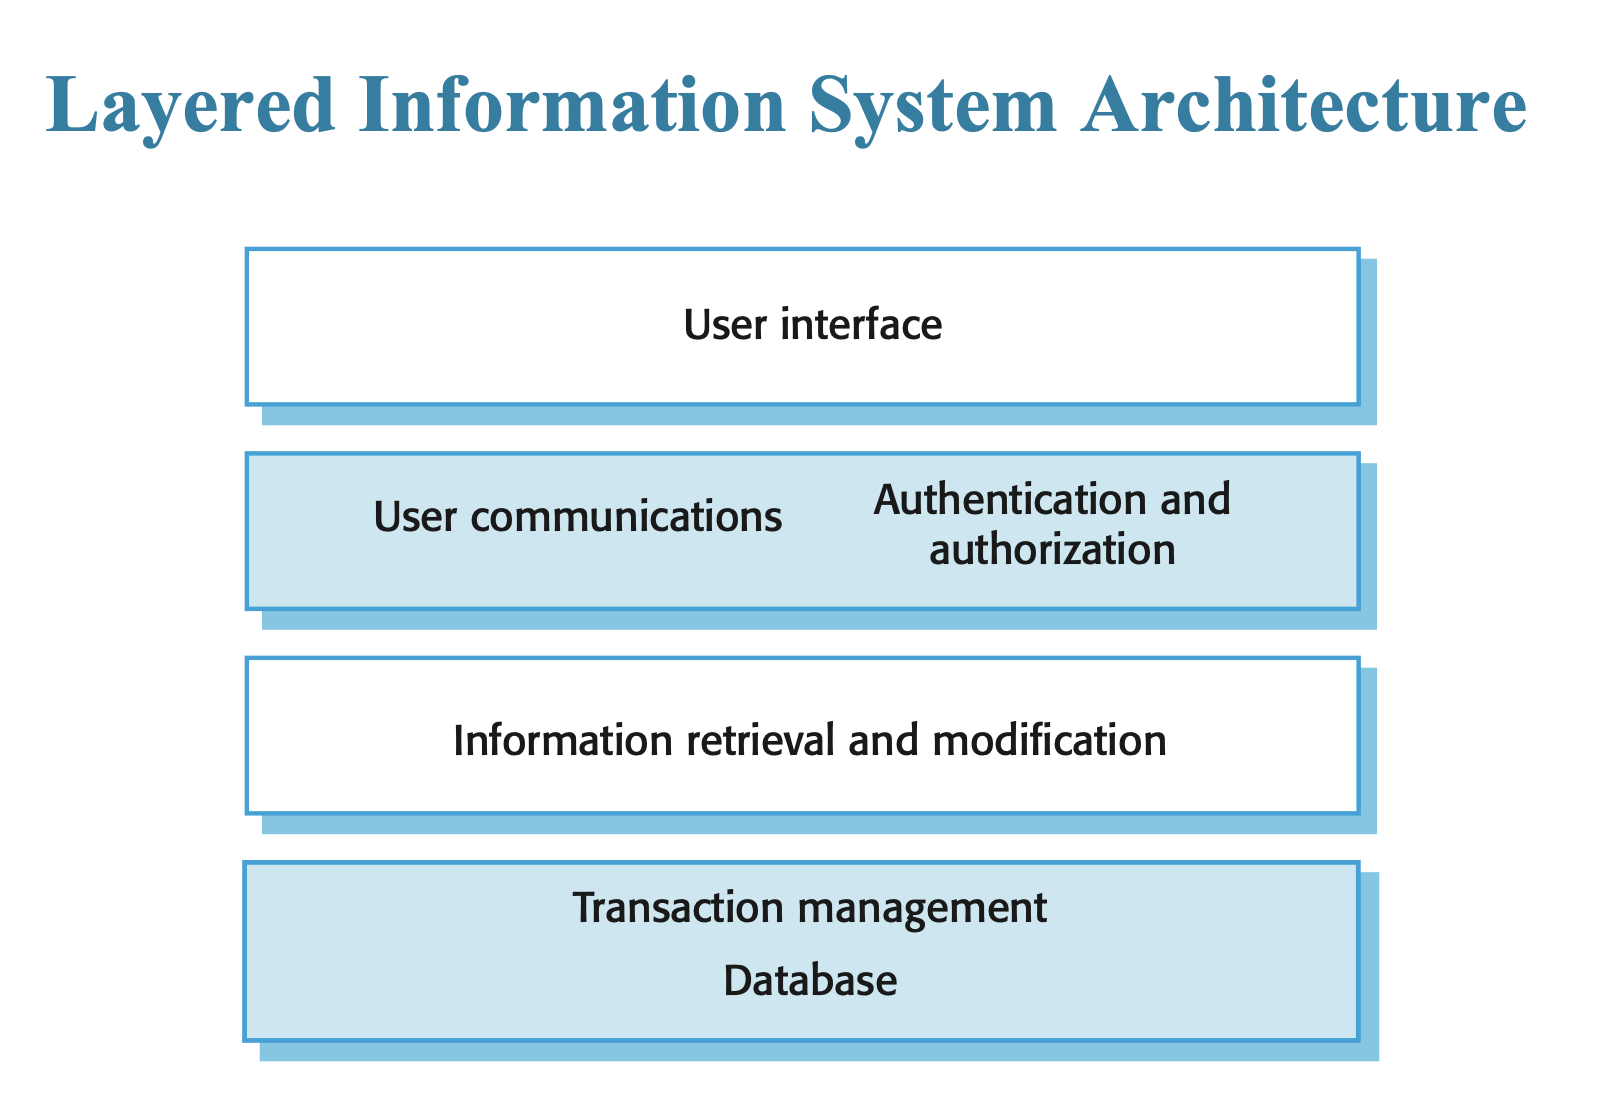 Layered Information System Architecture
User interface
User communications
Authentication and
authorization
Information retrieval and modification
Transaction management
Database